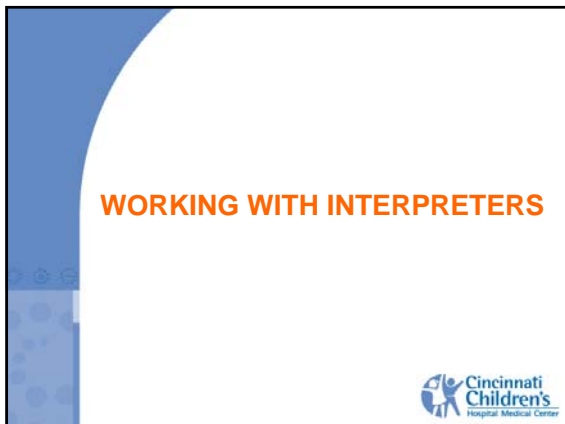 WORKING WITH INTERPRETERS
Cincinnati
Children's
Hospital Medical Center